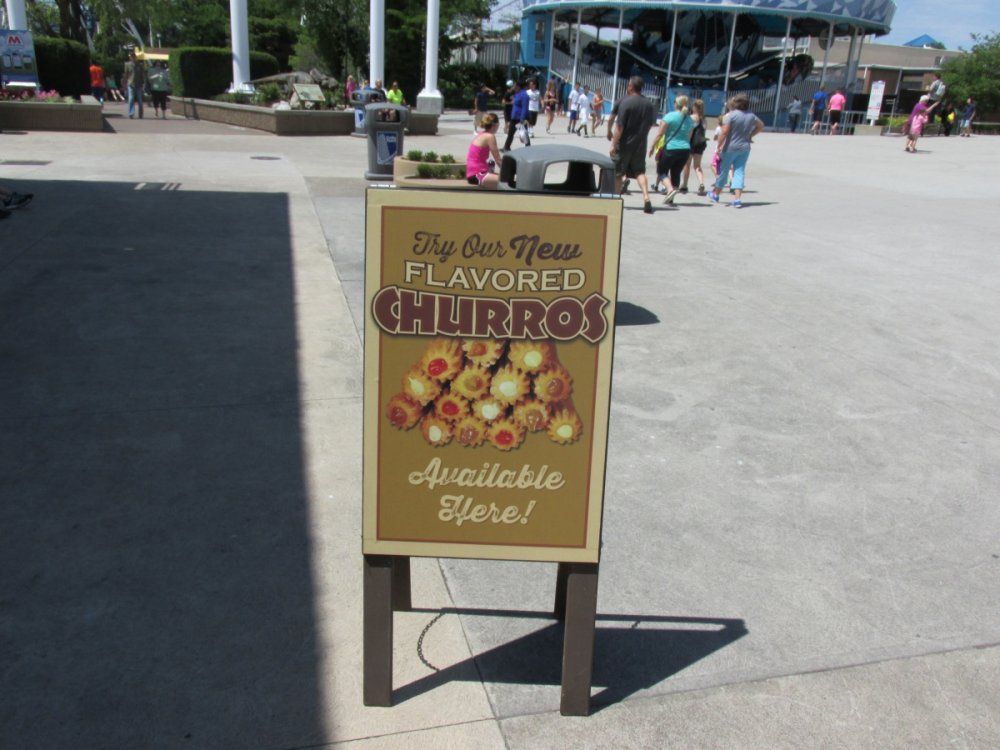 Try Our New
FLAVORED
CHURROS
Available
Here!